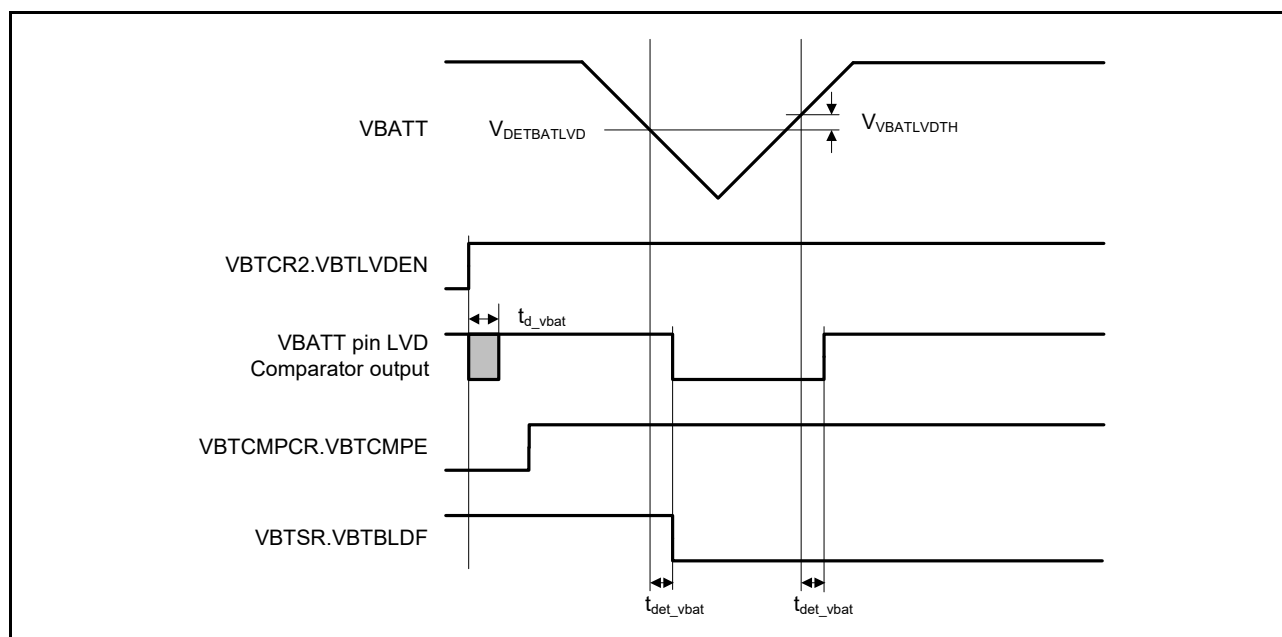 VBATT
VDETBATLVD
VVBATLVDTH
VBTCR2.VBTLVDEN
td_vbat
VBATT pin LVD
Comparator output
VBTCMPCR.VBTCMPE
VBTSR.VBTBLDF
tdet_vbat
tdet_vbat